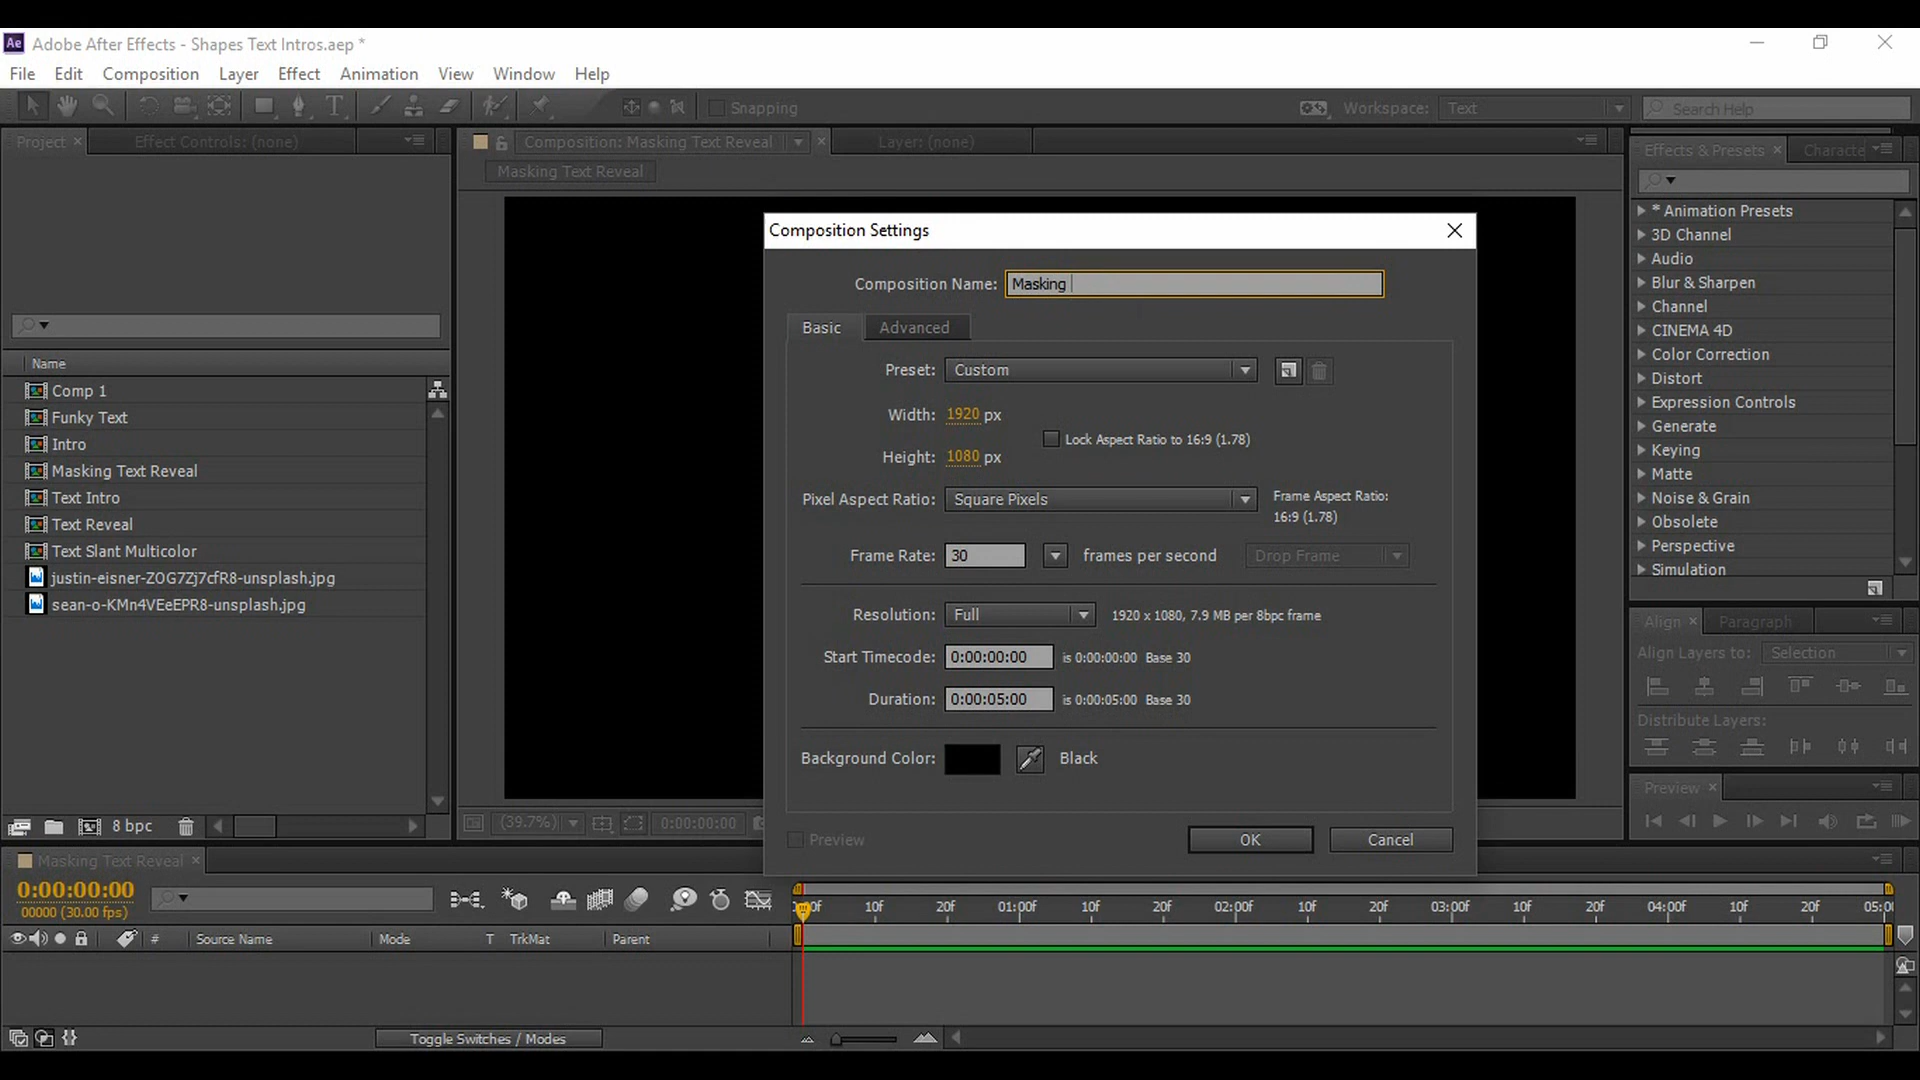 Ae Adobe After Effects - Shapes Text Intros.aep *
File Edit Composition Layer Effect Animation View Window Help
Snapping
Workspace: Text
Search Help
Project
Effect Controls: (none)
Composition: Masking Text Reveal
Layer: (none)
Masking Text Reveal
Name
Comp 1
Funky Text
Intro
Masking Text Reveal
Text Intro
Text Reveal
Text Slant Multicolor
justin-eisner-ZOG7Zj7cfR8-unsplash.jpg
sean-o-KMn4VEeEPR8-unsplash.jpg
8 bpc
Composition Settings
Composition Name: Masking
Basic Advanced
Preset: Custom
Width: 1920 px
Lock Aspect Ratio to 16:9 (1.78)
Height: 1080 px
Pixel Aspect Ratio: Square Pixels
Frame Aspect Ratio:
16:9 (1.78)
Frame Rate: 30 frames per second Drop Frame
Resolution: Full 1920 x 1080, 7.9 MB per 8bpc frame
Start Timecode: 0:00:00:00 is 0:00:00:00 Base 30
Duration: 0:00:05:00 is 0:00:05:00 Base 30
Background Color: Black
Preview
OK Cancel
(39.7%) 0:00:00:00
Effects & Presets
Characte
* Animation Presets
3D Channel
Audio
Blur & Sharpen
Channel
CINEMA 4D
Color Correction
Distort
Expression Controls
Generate
Keying
Matte
Noise & Grain
Obsolete
Perspective
Simulation
Align
Paragraph
Align Layers to: Selection
Distribute Layers:
Preview
Masking Text Reveal
0:00:00:00
00000 (30.00 fps)
# Source Name Mode T TrkMat Parent
10f 20f 01:00f 10f 20f 02:00f 10f 20f 03:00f 10f 20f 04:00f 10f 20f 05:00
Toggle Switches / Modes